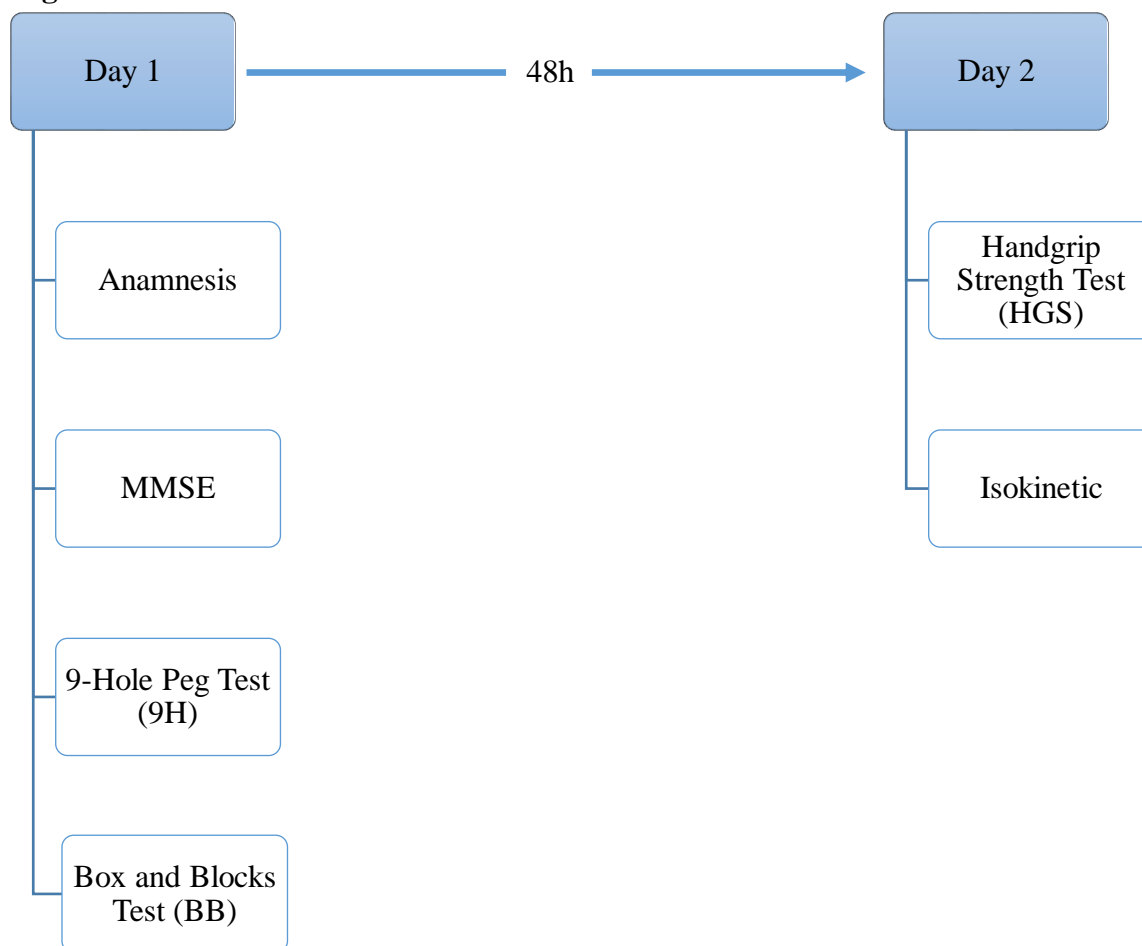 Day 1
48h
Day 2
Anamnesis
MMSE
9-Hole Peg Test
(9H)
Box and Blocks
Test (BB)
Handgrip
Strength Test
(HGS)
Isokinetic